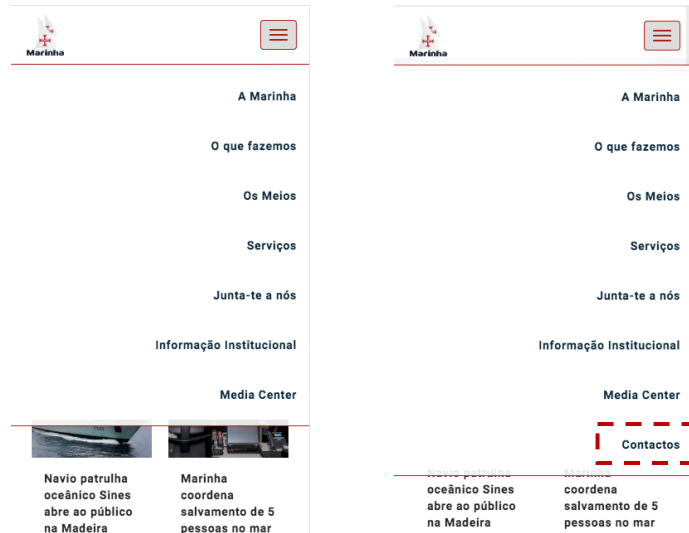 Marinha
A Marinha
O que fazemos
Os Meios
Serviços
Junta-te a nós
Informação Institucional
Media Center
Navio patrulha
oceânico Sines
abre ao público
na Madeira
Marinha
coordena
salvamento de 5
pessoas no mar
Marinha
A Marinha
O que fazemos
Os Meios
Serviços
Junta-te a nós
Informação Institucional
Media Center
Contactos
Navio patrulha
oceânico Sines
abre ao público
na Madeira
Marinha
coordena
salvamento de 5
pessoas no mar